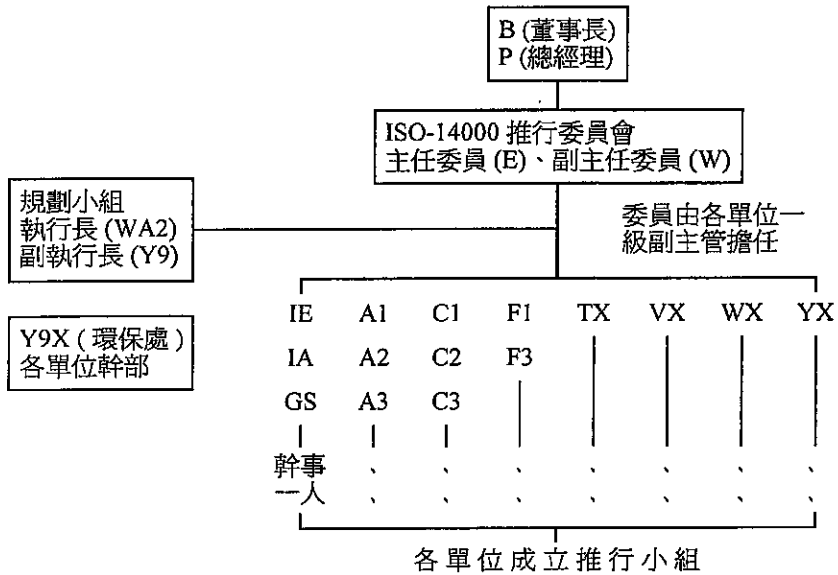 B (董事長)
P (總經理)
ISO-14000 推行委員會
主任委員 (E)、副主任委員 (W)
規劃小組
執行長 (WA2)
副執行長 (Y9)
委員由各單位一
級副主管擔任
Y9X (環保處)
各單位幹部
IE A1 C1 F1 TX VX WX YX
IA A2 C2 F3
GS A3 C3
幹事 、 、 、 、 、 、 、
一人 、 、 、 、 、 、 、
各單位成立推行小組